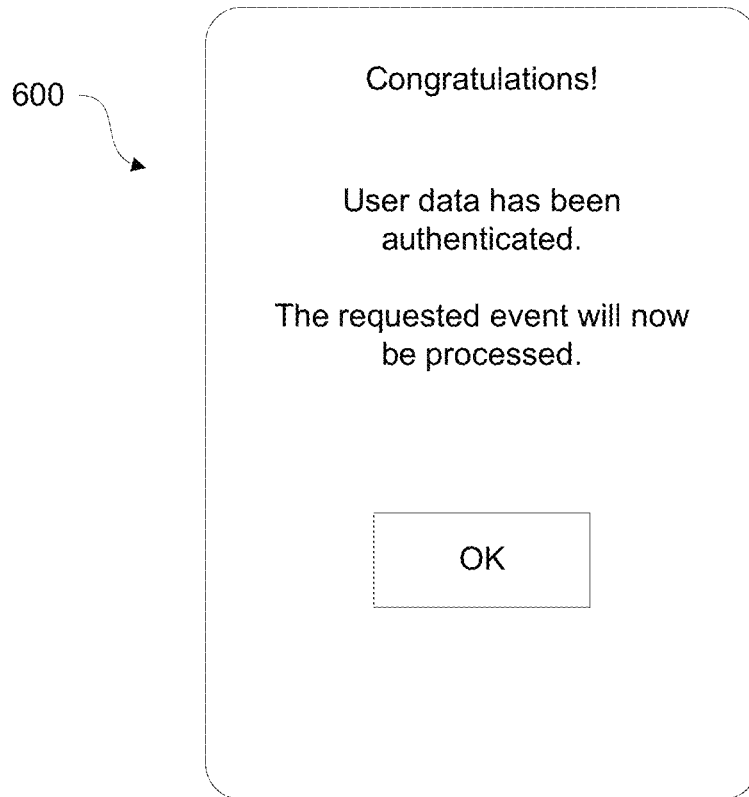 600
Congratulations!
User data has been
authenticated.
The requested event will now
be processed.
OK